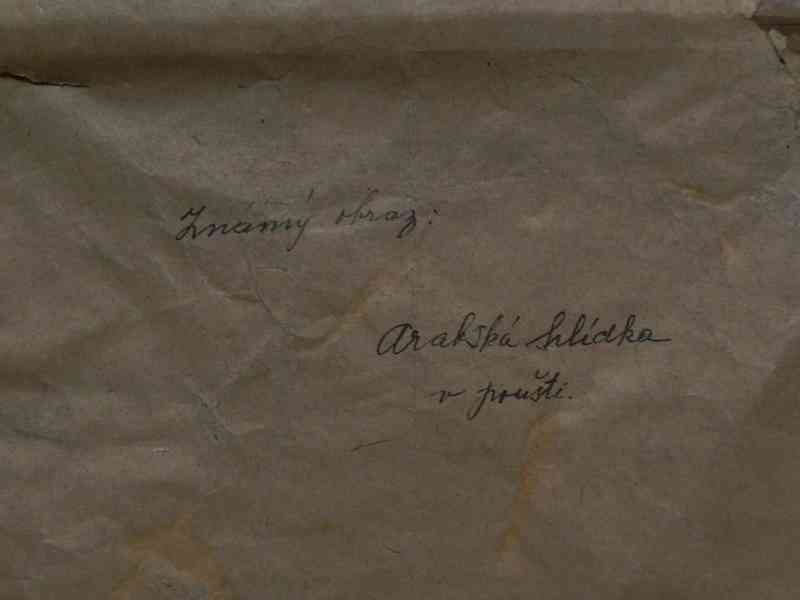 Známý obraz:
Arabská hlídka
v poušti.